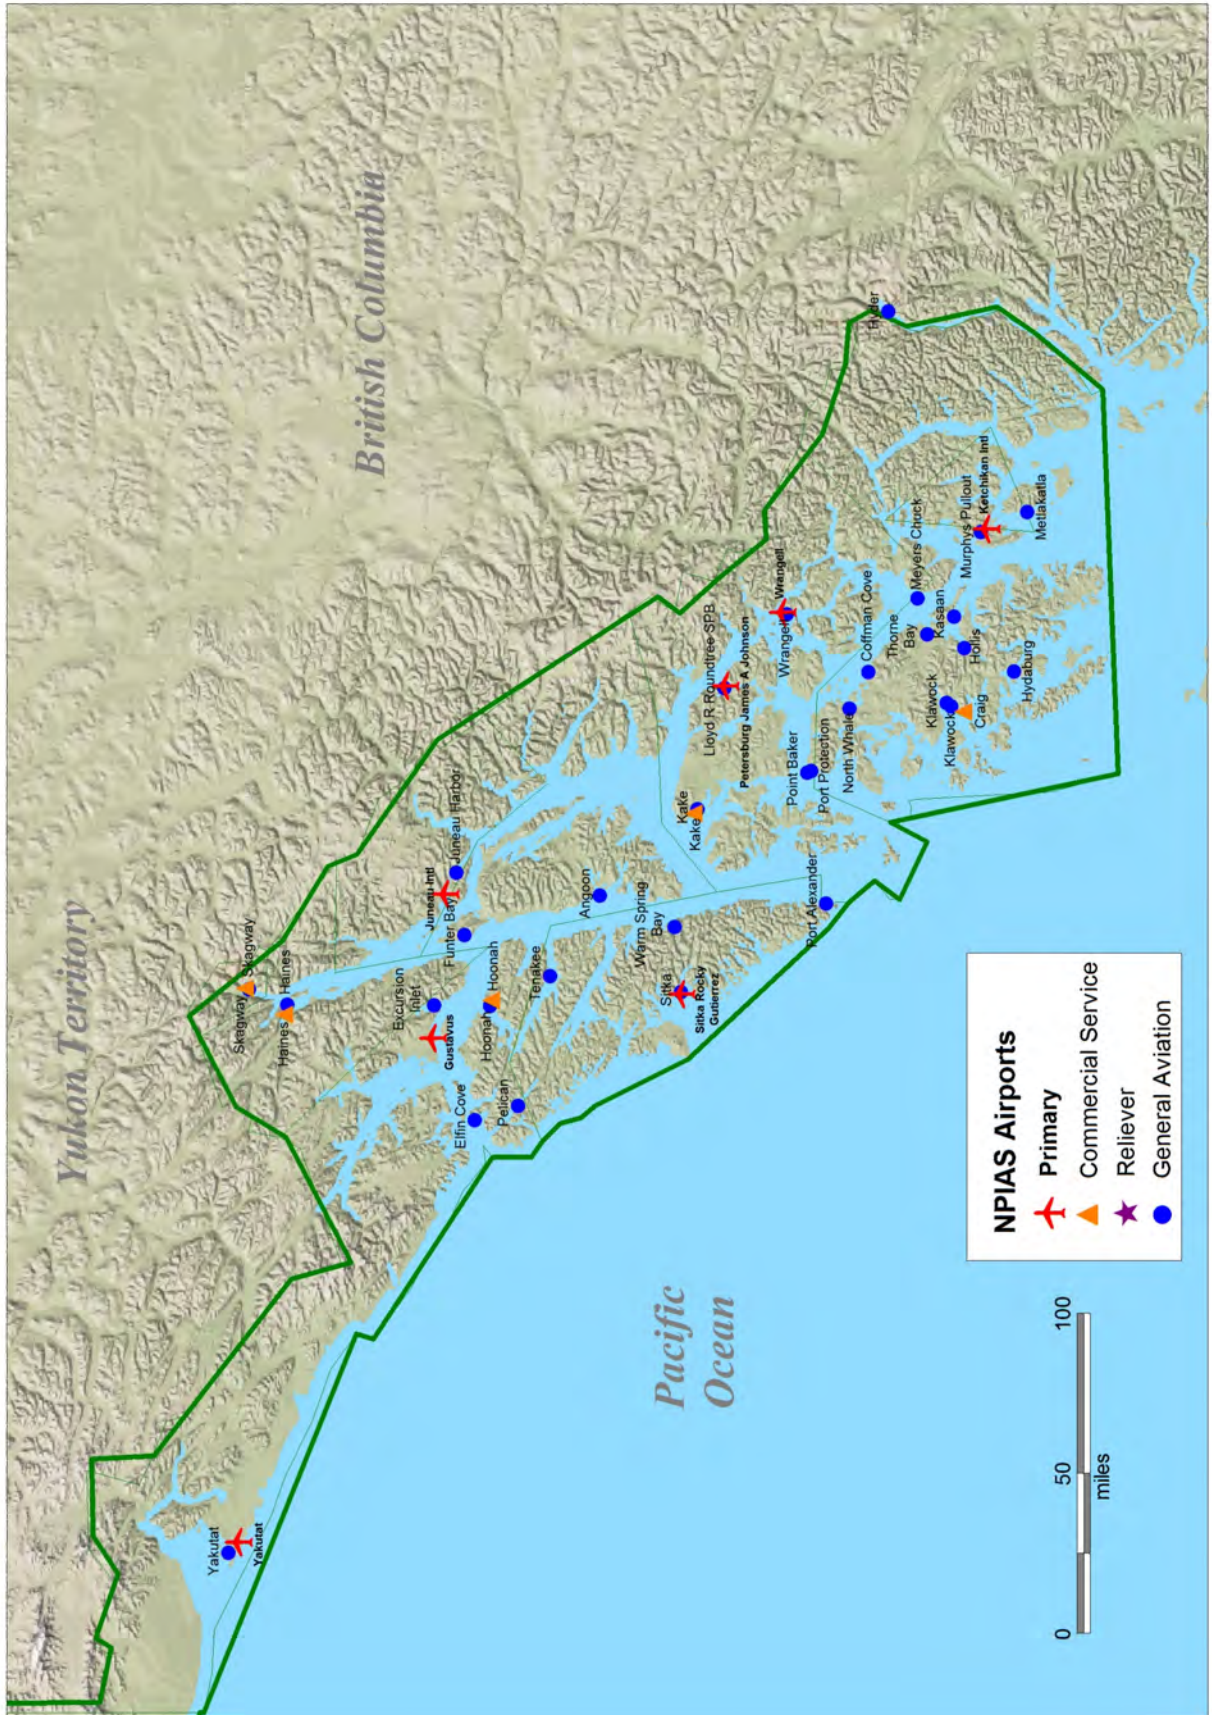 Yukon Territory
British Columbia
Pacific
Ocean
Yakutat
Yakutat
Skagway
Skagway
Haines
Haines
Excursion
Inlet
Gustavus
Hoonah
Hoonah
Elfin Cove
Pelican
Tenakee
Juneau Intl
Juneau Harbor
Funter Bay
Angoon
Warm Spring
Bay
Sitka
Sitka Rocky
Gutierrez
Port Alexander
Kake
Kake
Lloyd R Roundtree SPB
Petersburg James A Johnson
Wrangell
Wrangell
Point Baker
Port Protection
North Whale
Coffman Cove
Thorne
Bay
Meyers Chuck
Kasaan
Hollis
Klawock
Klawock
Craig
Hydaburg
Murphys Pullout
Ketchikan Intl
Metlakatla
Hyder
NPIAS Airports
Primary
Commercial Service
Reliever
General Aviation
0
50
100
miles